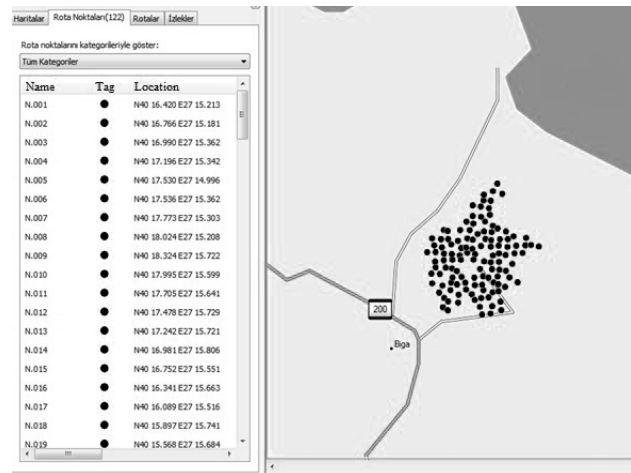 Haritalar Rota Noktaları(122) Rotalar İzlekler
Rota noktalarını kategorileriyle göster:
Tüm Kategoriler
Name Tag Location
N.001 N40 16.420 E27 15.213
N.002 N40 16.766 E27 15.181
N.003 N40 16.990 E27 15.362
N.004 N40 17.196 E27 15.342
N.005 N40 17.530 E27 14.996
N.006 N40 17.536 E27 15.362
N.007 N40 17.773 E27 15.303
N.008 N40 18.024 E27 15.208
N.009 N40 18.324 E27 15.722
N.010 N40 17.995 E27 15.599
N.011 N40 17.705 E27 15.641
N.012 N40 17.478 E27 15.729
N.013 N40 17.242 E27 15.721
N.014 N40 16.981 E27 15.806
N.015 N40 16.752 E27 15.551
N.016 N40 16.341 E27 15.663
N.017 N40 16.089 E27 15.516
N.018 N40 15.897 E27 15.741
N.019 N40 15.568 E27 15.684
200
Biga